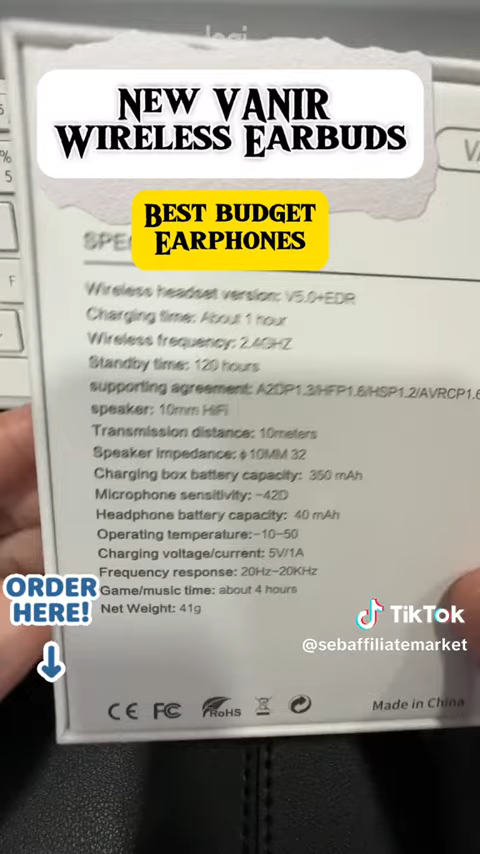 logi
NEW VANIR
WIRELESS EARBUDS
BEST BUDGET
EARPHONES
Wireless headset version: V5.0+EDR
Charging time: About 1 hour
Wireless frequency: 2.4GHZ
Standby time: 120 hours
supporting agreement: A2DP1.3/HFP1.6/HSP1.2/AVRCP1.6
speaker: 10mm HiFi
Transmission distance: 10meters
Speaker impedance: ϕ10MM 32
Charging box battery capacity: 350 mAh
Microphone sensitivity: -42D
Headphone battery capacity: 40 mAh
Operating temperature:-10-50
Charging voltage/current: 5V/1A
Frequency response: 20Hz-20KHZ
Game/music time: about 4 hours
Net Weight: 41g
ORDER
HERE!
TikTok
@sebaffiliatemarket
CE FC RoHS
Made in China